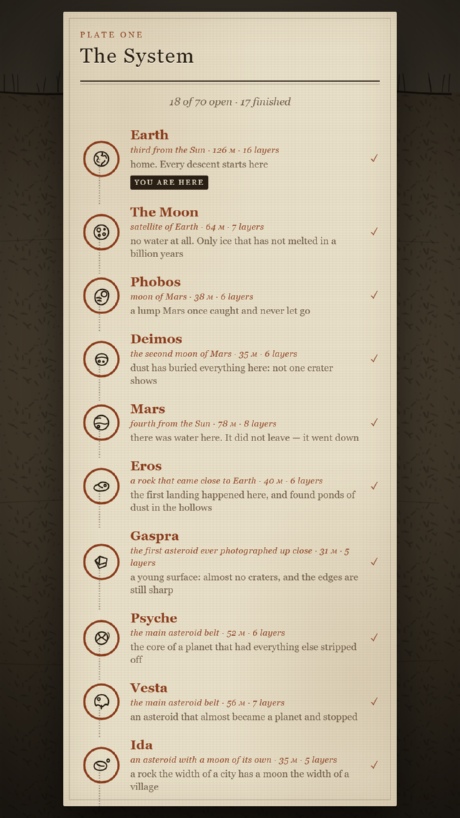 PLATE ONE
The System
18 of 70 open · 17 finished
Earth
third from the Sun · 126 м · 16 layers
home. Every descent starts here
YOU ARE HERE
The Moon
satellite of Earth · 64 м · 7 layers
no water at all. Only ice that has not melted in a
billion years
Phobos
moon of Mars · 38 м · 6 layers
a lump Mars once caught and never let go
Deimos
the second moon of Mars · 35 м · 6 layers
dust has buried everything here: not one crater
shows
Mars
fourth from the Sun · 78 м · 8 layers
there was water here. It did not leave — it went down
Eros
a rock that came close to Earth · 40 м · 6 layers
the first landing happened here, and found ponds of
dust in the hollows
Gaspra
the first asteroid ever photographed up close · 31 м · 5
layers
a young surface: almost no craters, and the edges are
still sharp
Psyche
the main asteroid belt · 52 м · 6 layers
the core of a planet that had everything else stripped
off
Vesta
the main asteroid belt · 56 м · 7 layers
an asteroid that almost became a planet and stopped
Ida
an asteroid with a moon of its own · 35 м · 5 layers
a rock the width of a city has a moon the width of a
village